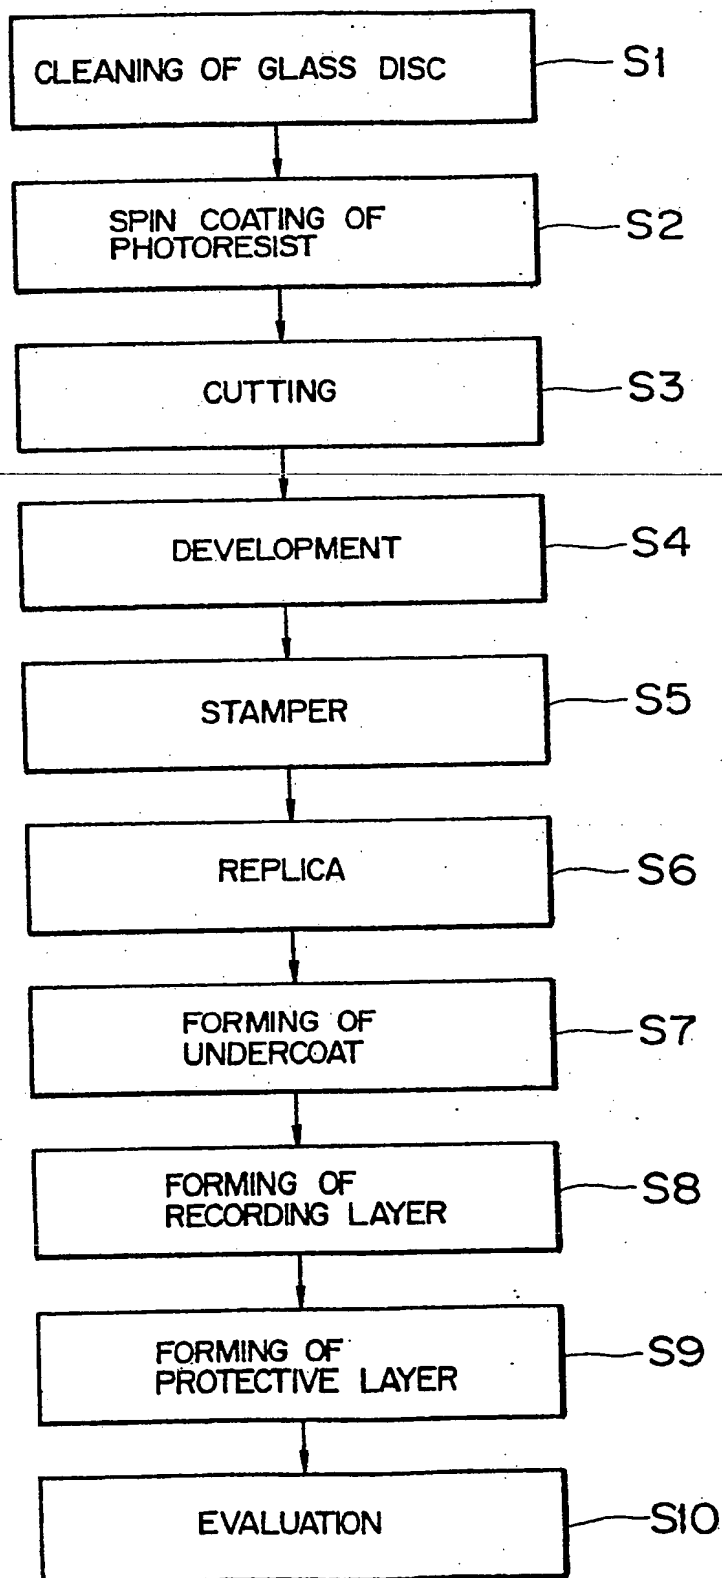 CLEANING OF GLASS DISC
S1
SPIN COATING OF
PHOTORESIST
S2
CUTTING
S3
DEVELOPMENT
S4
STAMPER
S5
REPLICA
S6
FORMING OF
UNDERCOAT
S7
FORMING OF
RECORDING LAYER
S8
FORMING OF
PROTECTIVE LAYER
S9
EVALUATION
S10